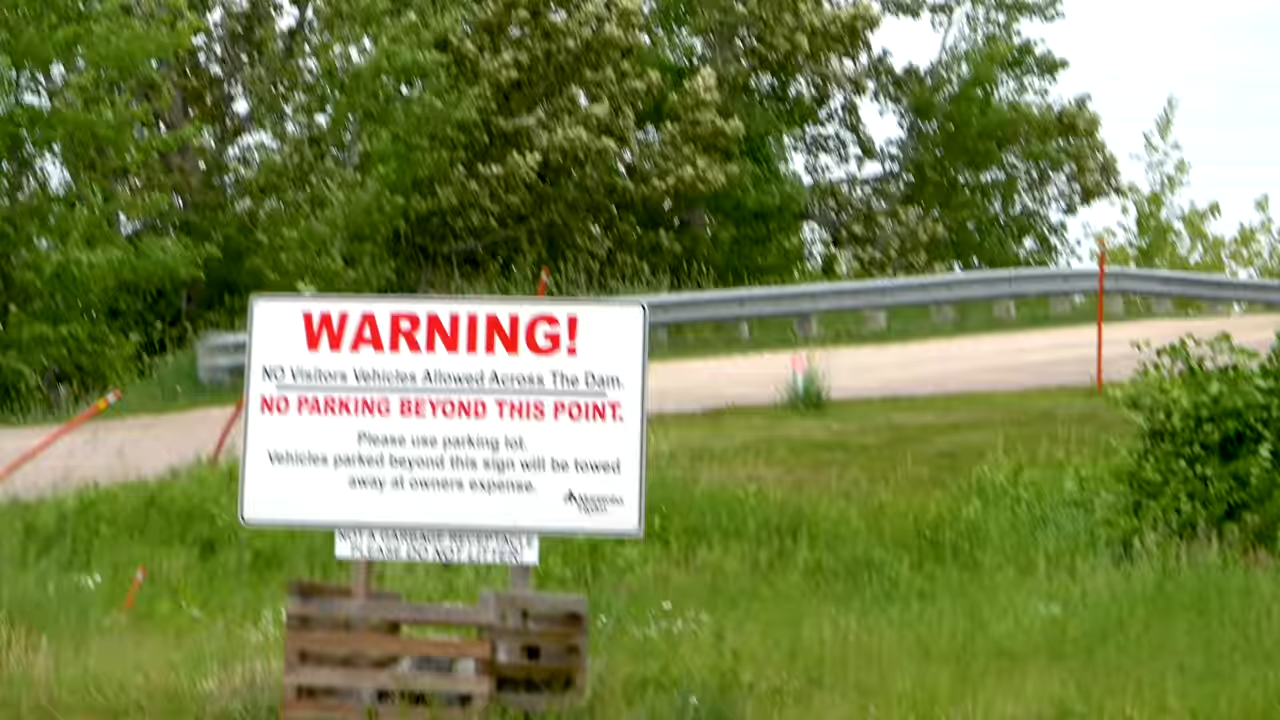 WARNING!
NO Visitors Vehicles Allowed Across The Dam.
NO PARKING BEYOND THIS POINT.
Please use parking lot.
Vehicles parked beyond this sign will be towed
away at owners expense.